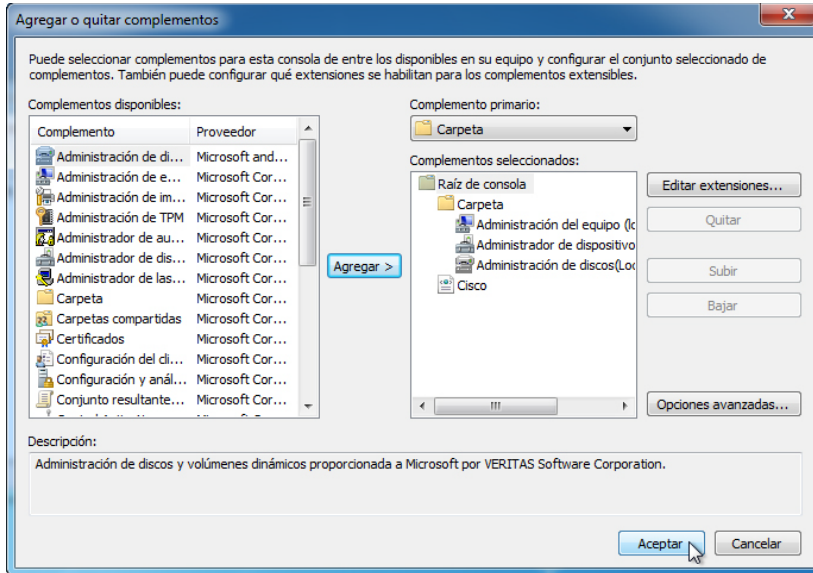 Agregar o quitar complementos
Puede seleccionar complementos para esta consola de entre los disponibles en su equipo y configurar el conjunto seleccionado de
complementos. También puede configurar qué extensiones se habilitan para los complementos extensibles.
Complementos disponibles:
Complemento Proveedor
Administración de di... Microsoft and...
Administración de e... Microsoft Cor...
Administración de im... Microsoft Cor...
Administración de TPM Microsoft Cor...
Administrador de au... Microsoft Cor...
Administrador de dis... Microsoft Cor...
Administrador de las... Microsoft Cor...
Carpeta Microsoft Cor...
Carpetas compartidas Microsoft Cor...
Certificados Microsoft Cor...
Configuración del cli... Microsoft Cor...
Configuración y anál... Microsoft Cor...
Conjunto resultante... Microsoft Cor...
Agregar >
Complemento primario:
Carpeta
Complementos seleccionados:
Raíz de consola
Carpeta
Administración del equipo (lc
Administrador de dispositivo
Administración de discos(Loc
Cisco
Editar extensiones...
Quitar
Subir
Bajar
Opciones avanzadas...
Descripción:
Administración de discos y volúmenes dinámicos proporcionada a Microsoft por VERITAS Software Corporation.
Aceptar
Cancelar